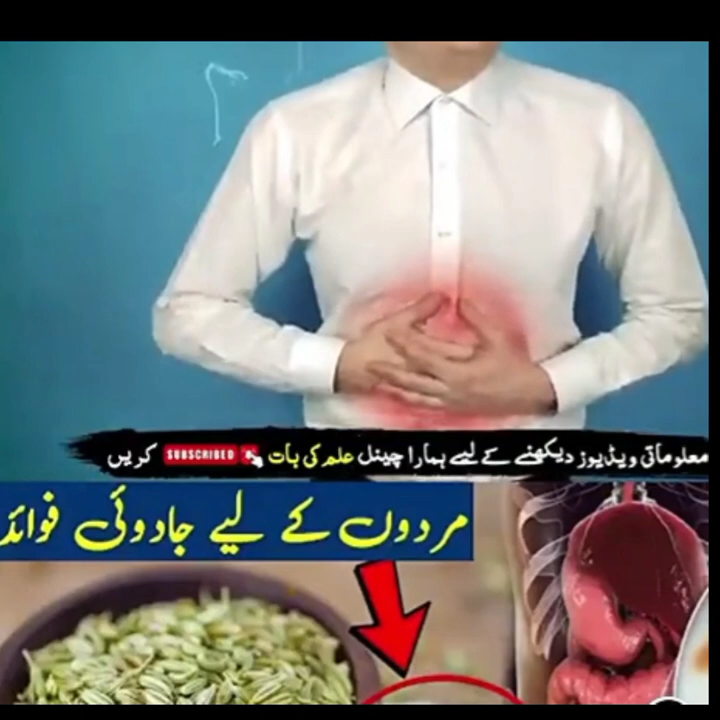 معلوماتی ویڈیوز دیکھنے کے لیے ہمارا چینل علم کی بات SUBSCRIBED کریں
مردوں کے لیے جادوئی فوائد